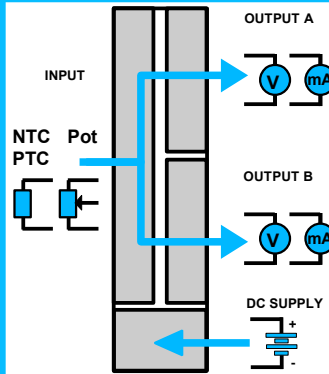 OUTPUT A
INPUT
V mA
NTC Pot
PTC
OUTPUT B
V mA
DC SUPPLY
+
-